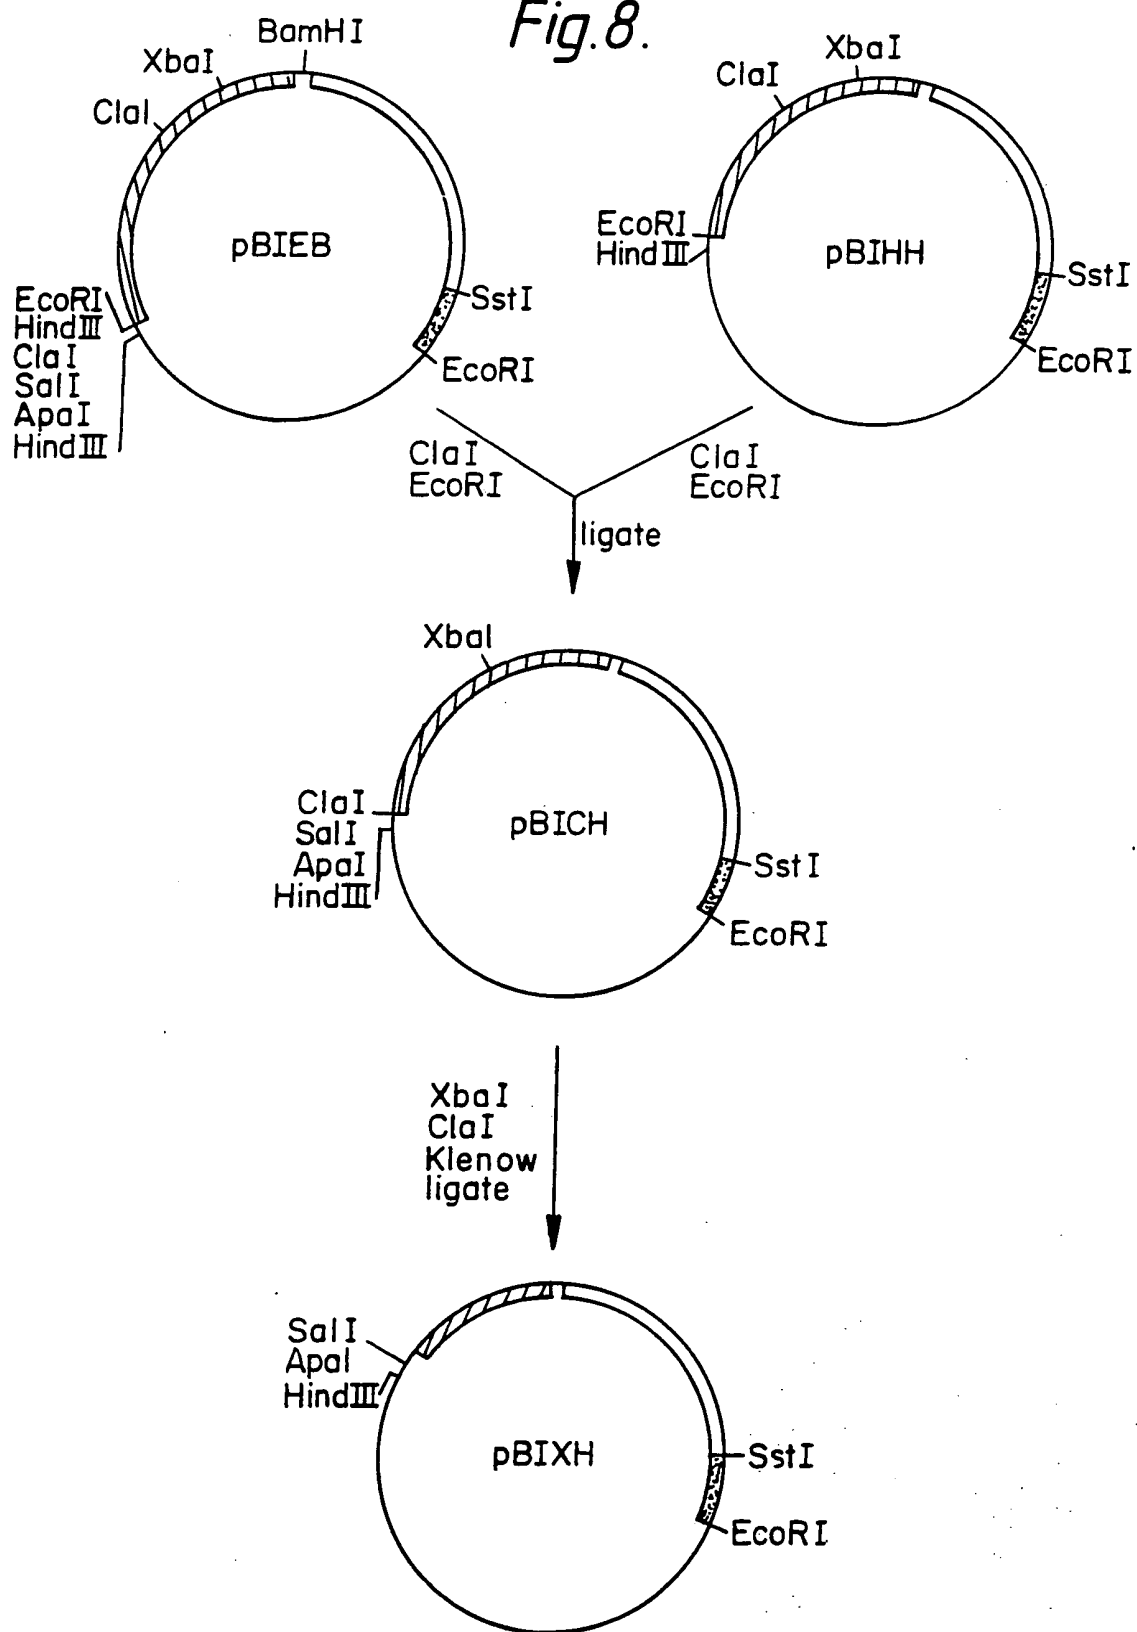 Fig.8.
BamHI
XbaI
ClaI
pBIEB
EcoRI
HindIII
ClaI
SalI
ApaI
HindIII
SstI
EcoRI
XbaI
ClaI
EcoRI
HindIII
pBIHH
SstI
EcoRI
ClaI
EcoRI
ClaI
EcoRI
ligate
XbaI
ClaI
SalI
ApaI
HindIII
pBICH
SstI
EcoRI
XbaI
ClaI
Klenow
ligate
SalI
ApaI
HindIII
pBIXH
SstI
EcoRI